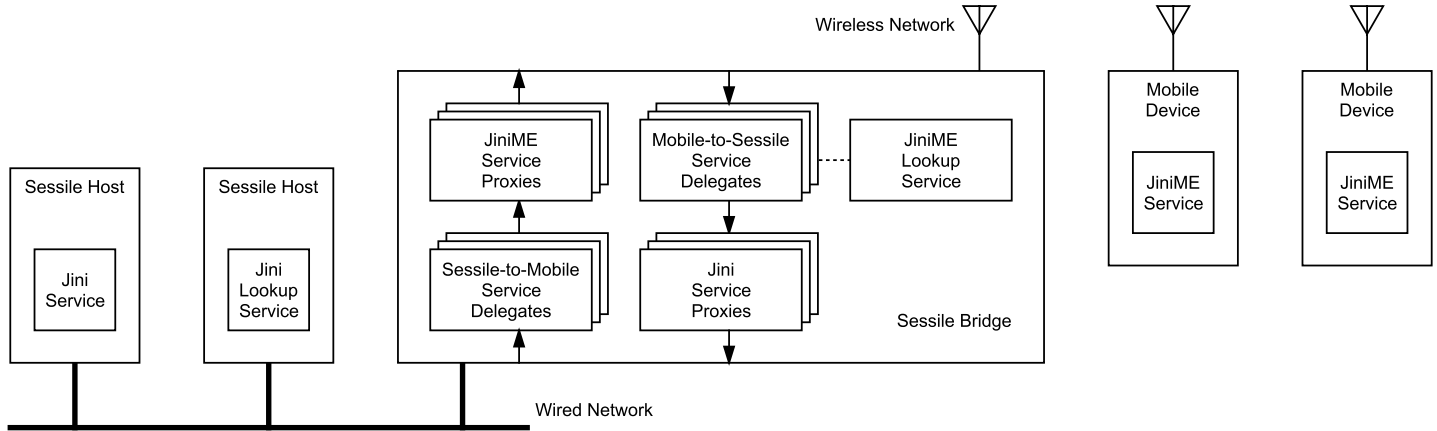 Wireless Network
Sessile Host
Jini
Service
Sessile Host
Jini
Lookup
Service
JiniME
Service
Proxies
Mobile-to-Sessile
Service
Delegates
JiniME
Lookup
Service
Sessile-to-Mobile
Service
Delegates
Jini
Service
Proxies
Sessile Bridge
Mobile
Device
JiniME
Service
Mobile
Device
JiniME
Service
Wired Network